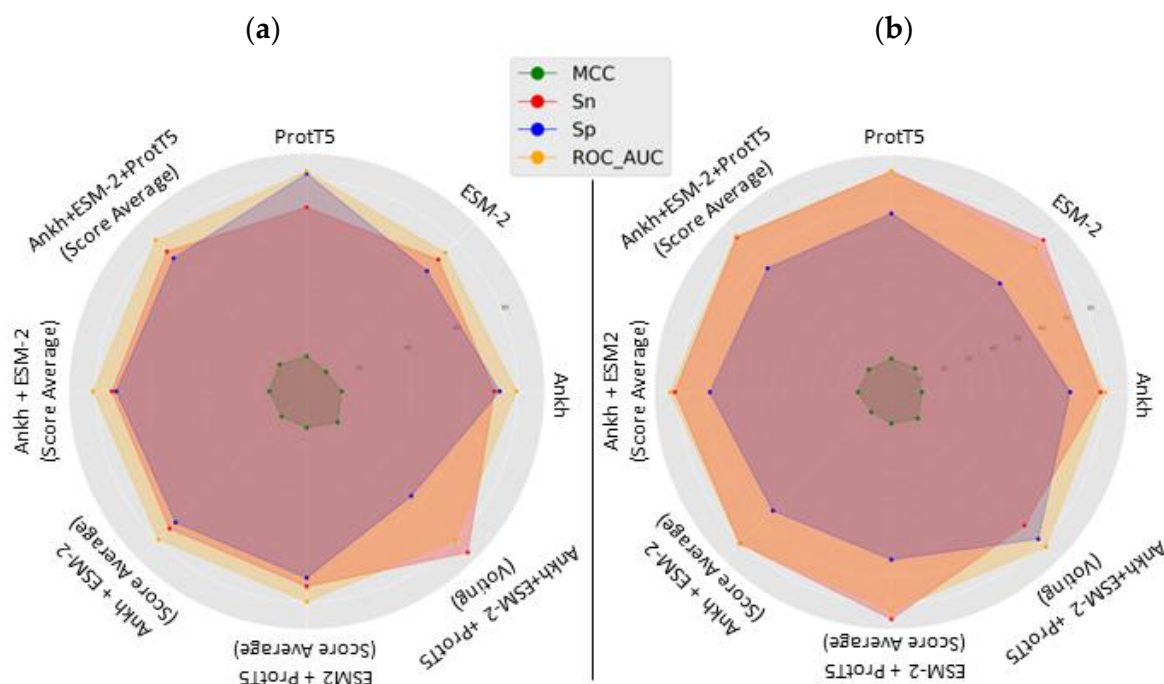 (a)
(b)
MCC
Sn
Sp
ROC_AUC
ProtT5
ESM-2
Ankh
Ankh+ESM-2 +ProtT5
(Voting)
ESM2 + ProtT5
(Score Average)
Ankh + ESM-2
(Score Average)
Ankh + ESM-2
(Score Average)
Ankh+ESM-2+ProtT5
(Score Average)
ProtT5
ESM-2
Ankh
Ankh+ESM-2 +ProtT5
(Voting)
ESM-2 + ProtT5
(Score Average)
Ankh + ESM-2
(Score Average)
Ankh + ESM2
(Score Average)
Ankh+ESM-2+ProtT5
(Score Average)